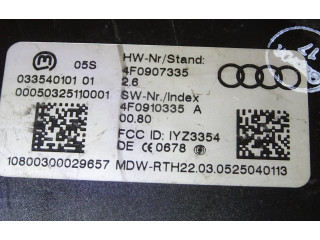 05S
033540101 01
00050325110001
HW-Nr/Stand:
4F0907335
2.6
SW-Nr./Index
4F0910335 A
00.80
FCC ID: IYZ3354
DE CE 0678
10800300029657 MDW-RTH22.03.0525040113